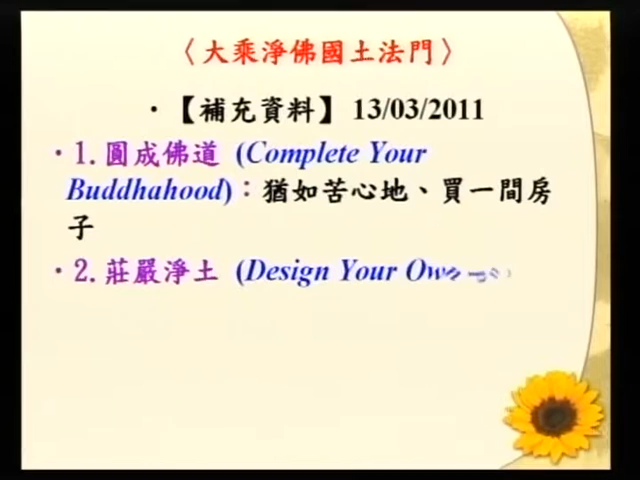 〈大乘淨佛國土法門〉
•【補充資料】13/03/2011
• 1.圓成佛道 (Complete Your
Buddhahood)：猶如苦心地、買一間房
子
• 2.莊嚴淨土 (Design Your Own